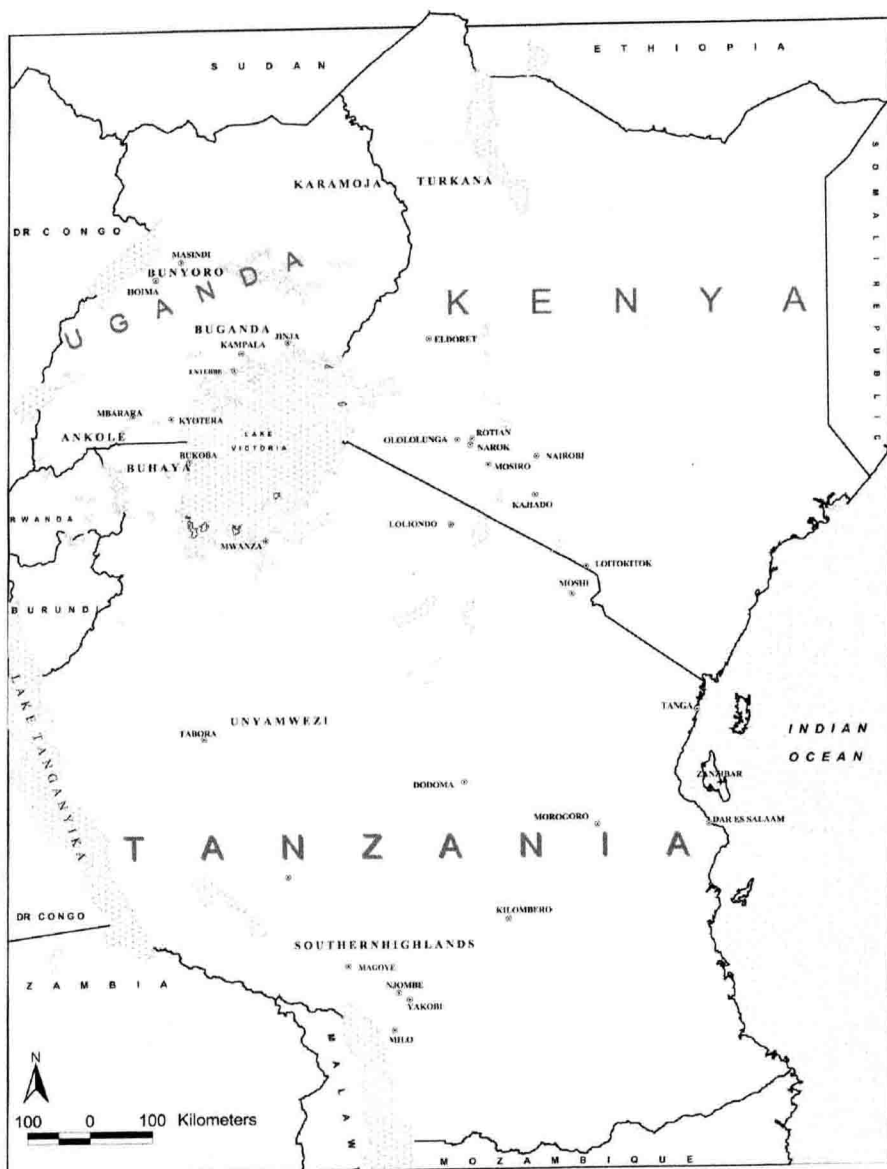 SUDAN
ETHIOPIA
SOMALI REPUBLIC
KARAMOJA
TURKANA
DR CONGO
MASINDI
BUNYORO
HOIMA
UGANDA
KENYA
BUGANDA
JINJA
KAMPALA
ELDORET
ENTEBBE
MBARARA
KYOTERA
ANKOLE
LAKE
VICTORIA
OLOLOLUNGA
ROTIAN
NAROK
NAIROBI
MOSIRO
BUHAYA
BUKOBA
KAJIADO
RWANDA
LOLIONDO
MWANZA
LOITOKITOK
MOSHI
BURUNDI
LAKE TANGANYIKA
TANGA
UNYAMWEZI
TABORA
INDIAN
OCEAN
ZANZIBAR
DODOMA
MOROGORO
DAR ES SALAAM
TANZANIA
DR CONGO
KILOMBERO
SOUTHERNHIGHLANDS
MAGOYE
ZAMBIA
NJOMBE
YAKOBI
MILO
MALAW
N
100 0 100 Kilometers
MOZAMBIQUE